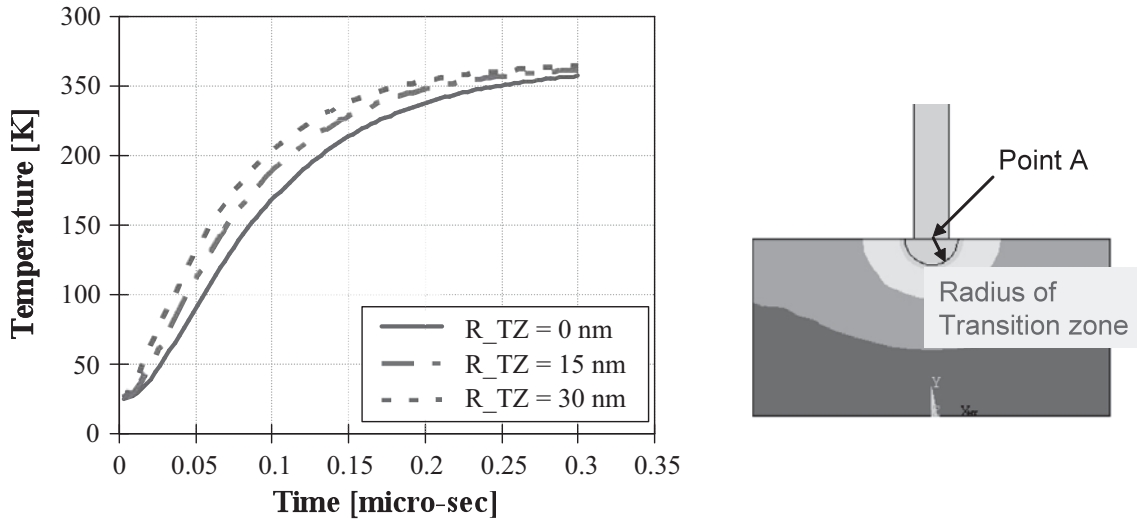 300
350
250
200
150
100
50
0
Temperature [K]
R_TZ = 0 nm
R_TZ = 15 nm
R_TZ = 30 nm
0 0.05 0.1 0.15 0.2 0.25 0.3 0.35
Time [micro-sec]
Point A
Radius of
Transition zone
Y